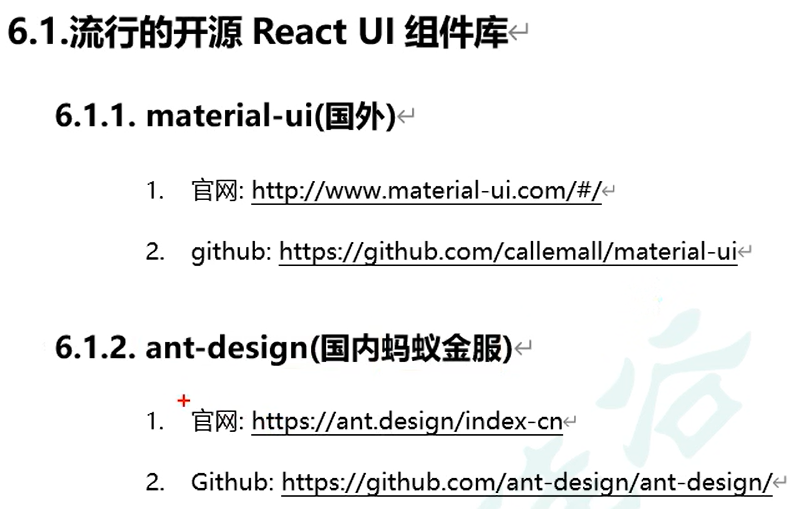 6.1.流行的开源 React UI 组件库
6.1.1. material-ui(国外)
1. 官网: http://www.material-ui.com/#/
2. github: https://github.com/callemall/material-ui
6.1.2. ant-design(国内蚂蚁金服)
1. 官网: https://ant.design/index-cn
2. Github: https://github.com/ant-design/ant-design/